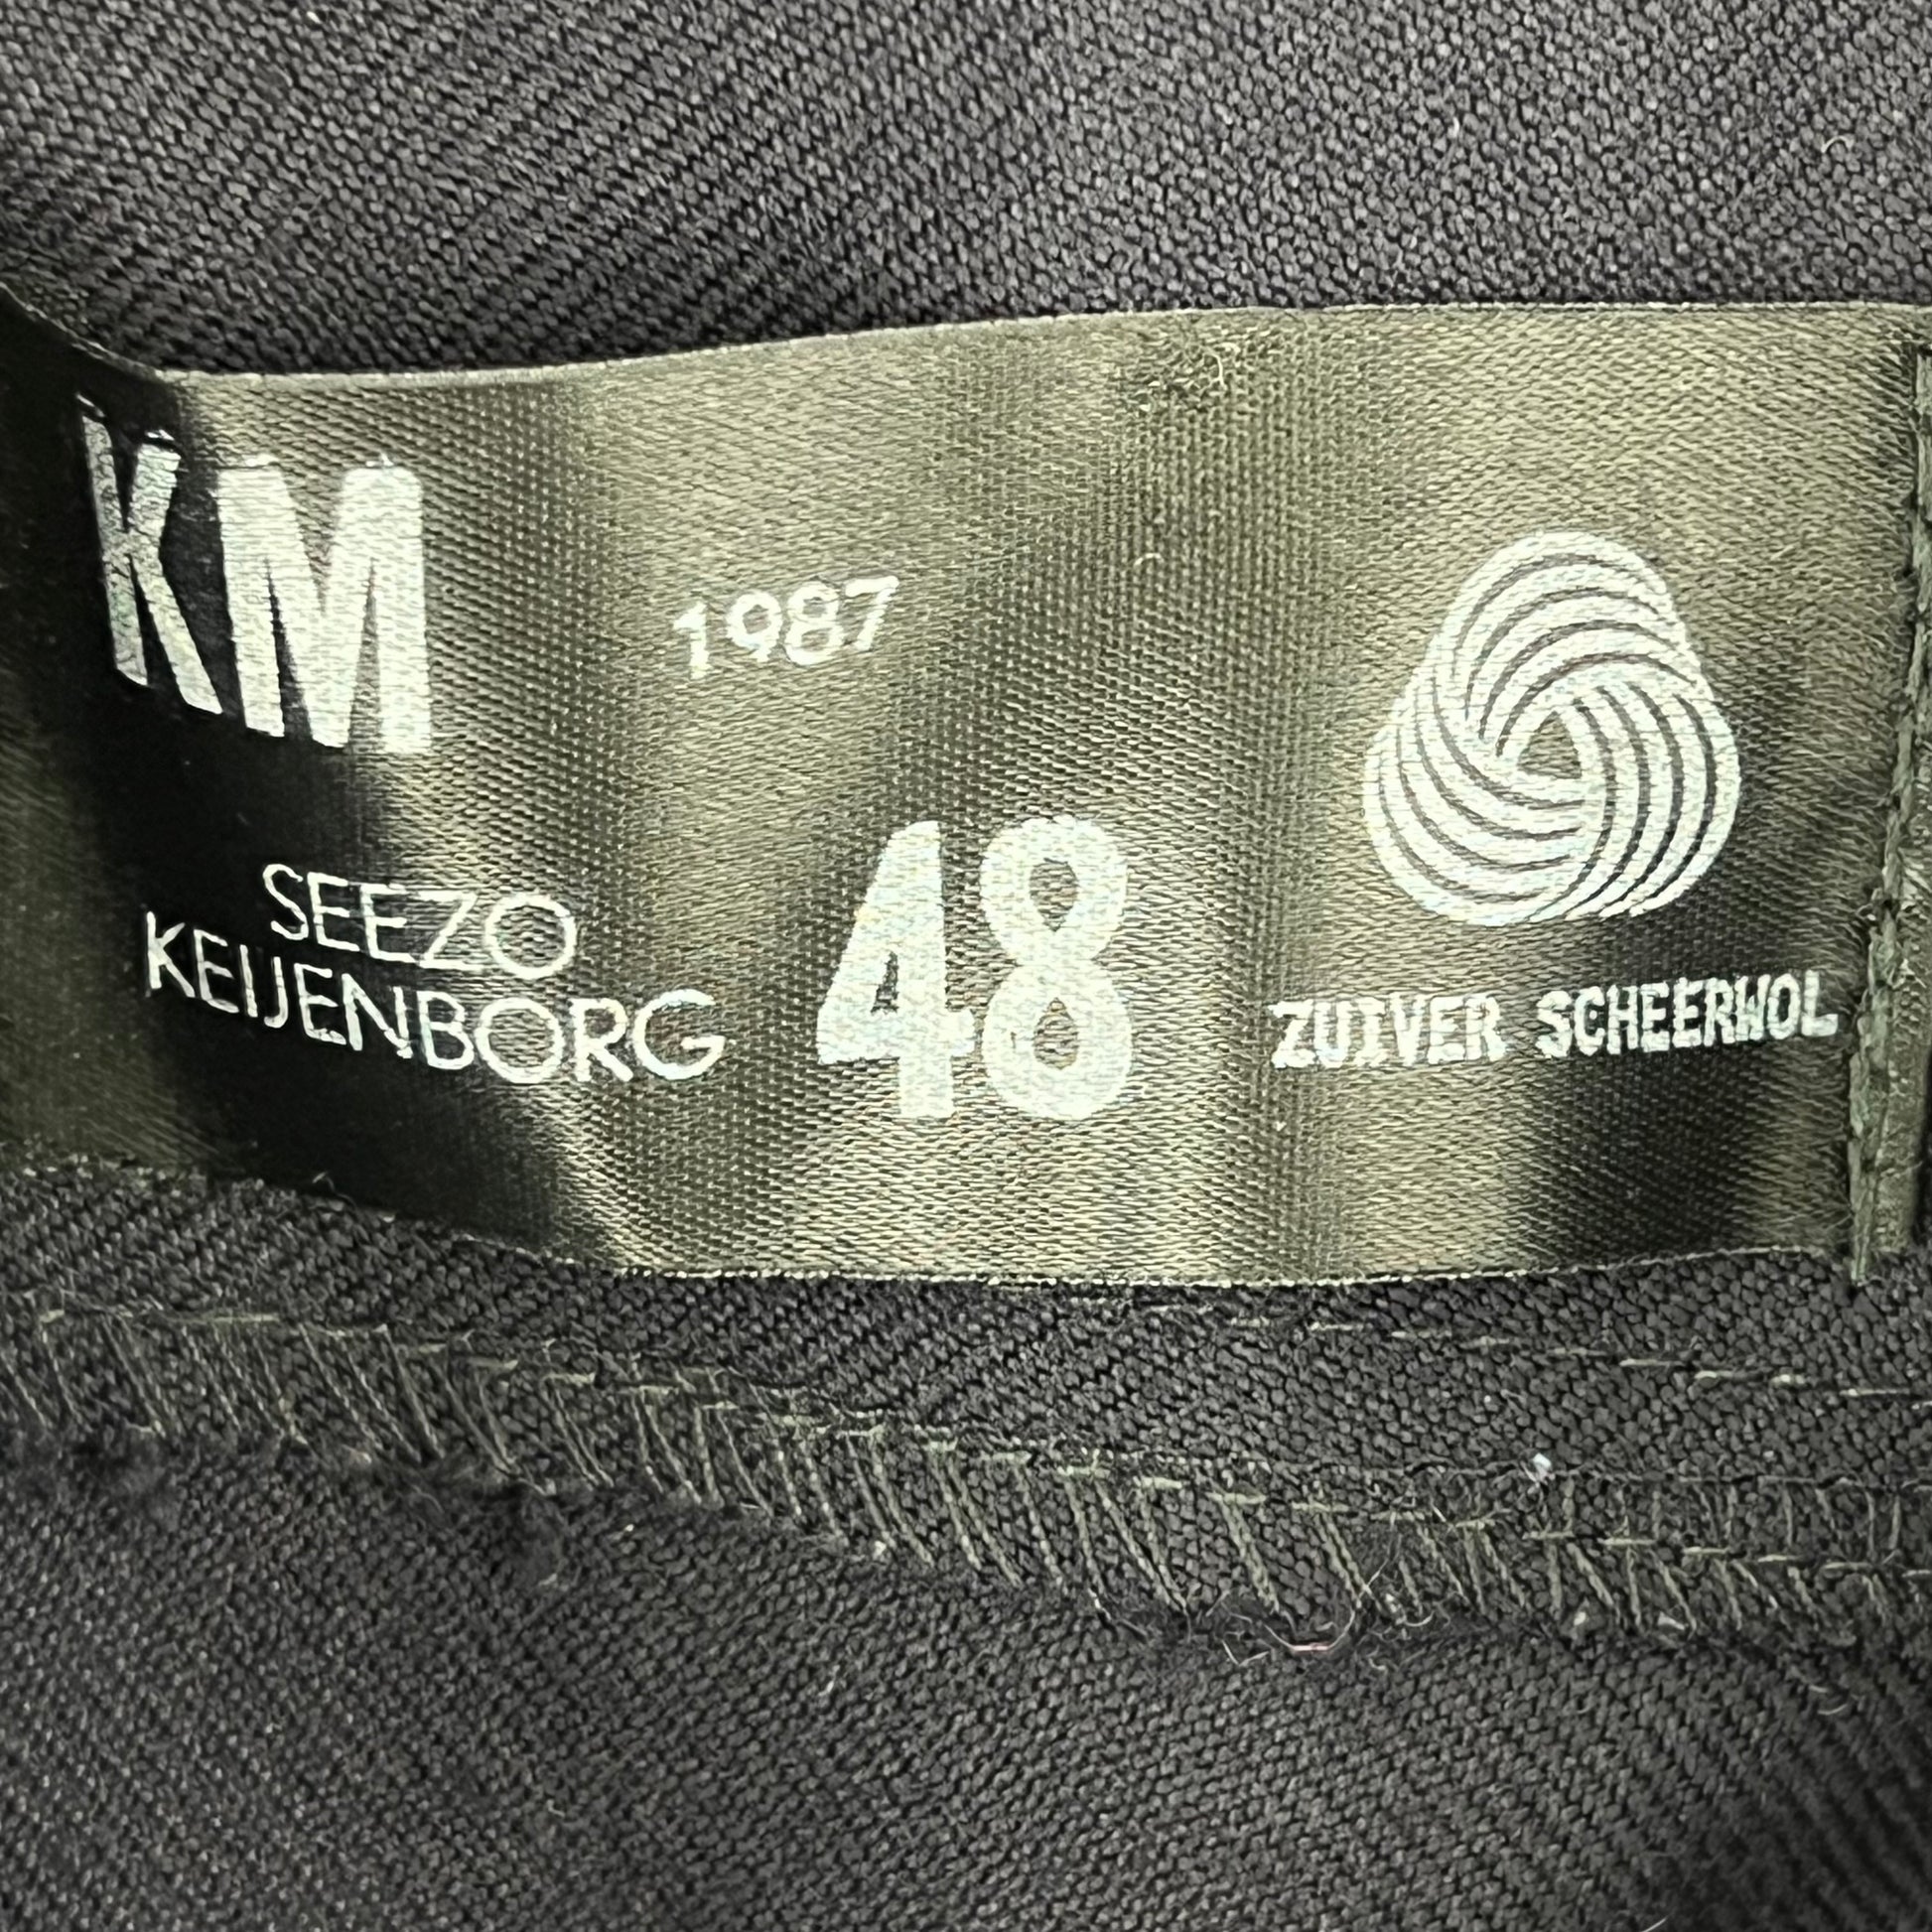 KM
1987
SEEZO
KEIJENBORG
48
ZUIVER SCHEERWOL